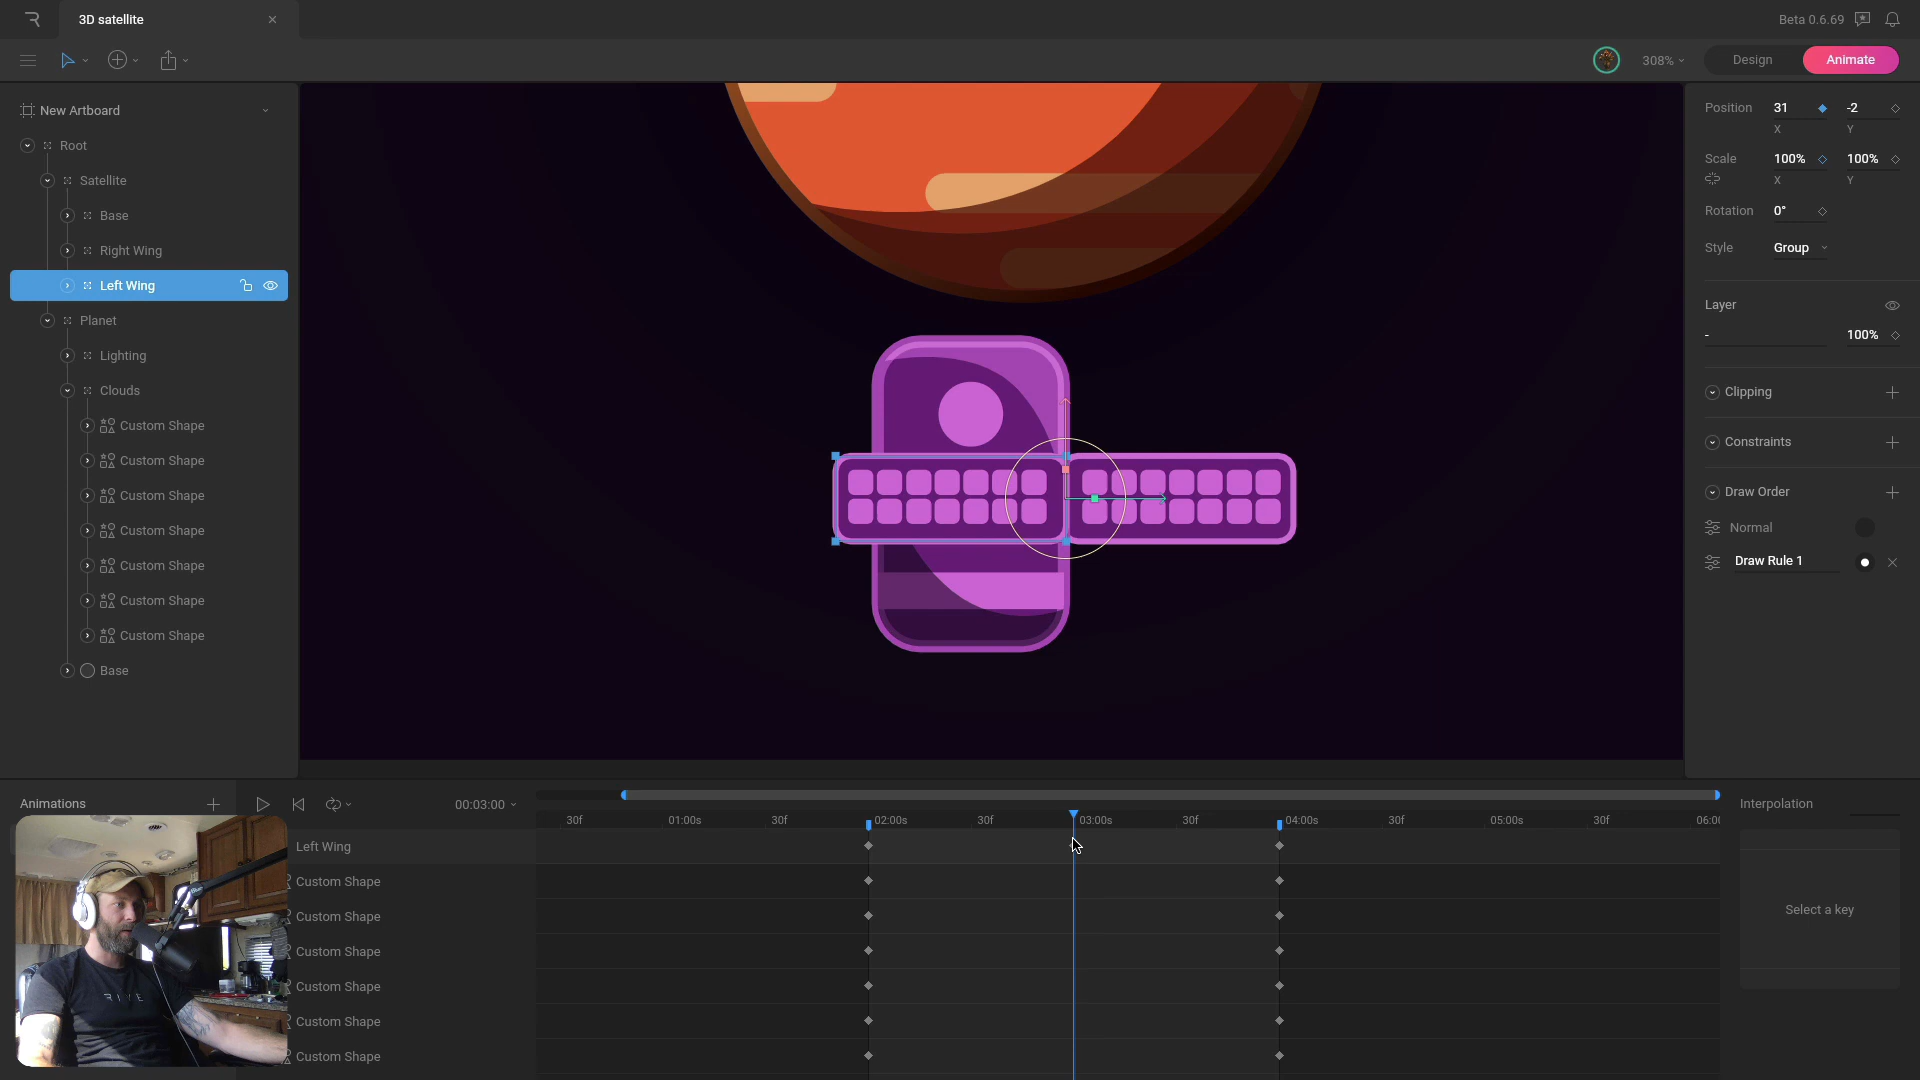 3D satellite
Beta 0.6.69
308%
Design
Animate
New Artboard
Root
Satellite
Base
Right Wing
Left Wing
Planet
Lighting
Clouds
Custom Shape
Custom Shape
Custom Shape
Custom Shape
Custom Shape
Custom Shape
Custom Shape
Base
Position
31
-2
X
Y
Scale
100%
100%
X
Y
Rotation
0°
Style
Group
Layer
-
100%
Clipping
Constraints
Draw Order
Normal
Draw Rule 1
Animations
00:03:00
30f
01:00s
30f
02:00s
30f
03:00s
30f
04:00s
30f
05:00s
30f
06:00
Left Wing
Custom Shape
Custom Shape
Custom Shape
Custom Shape
Custom Shape
Custom Shape
Interpolation
Select a key
RIVE